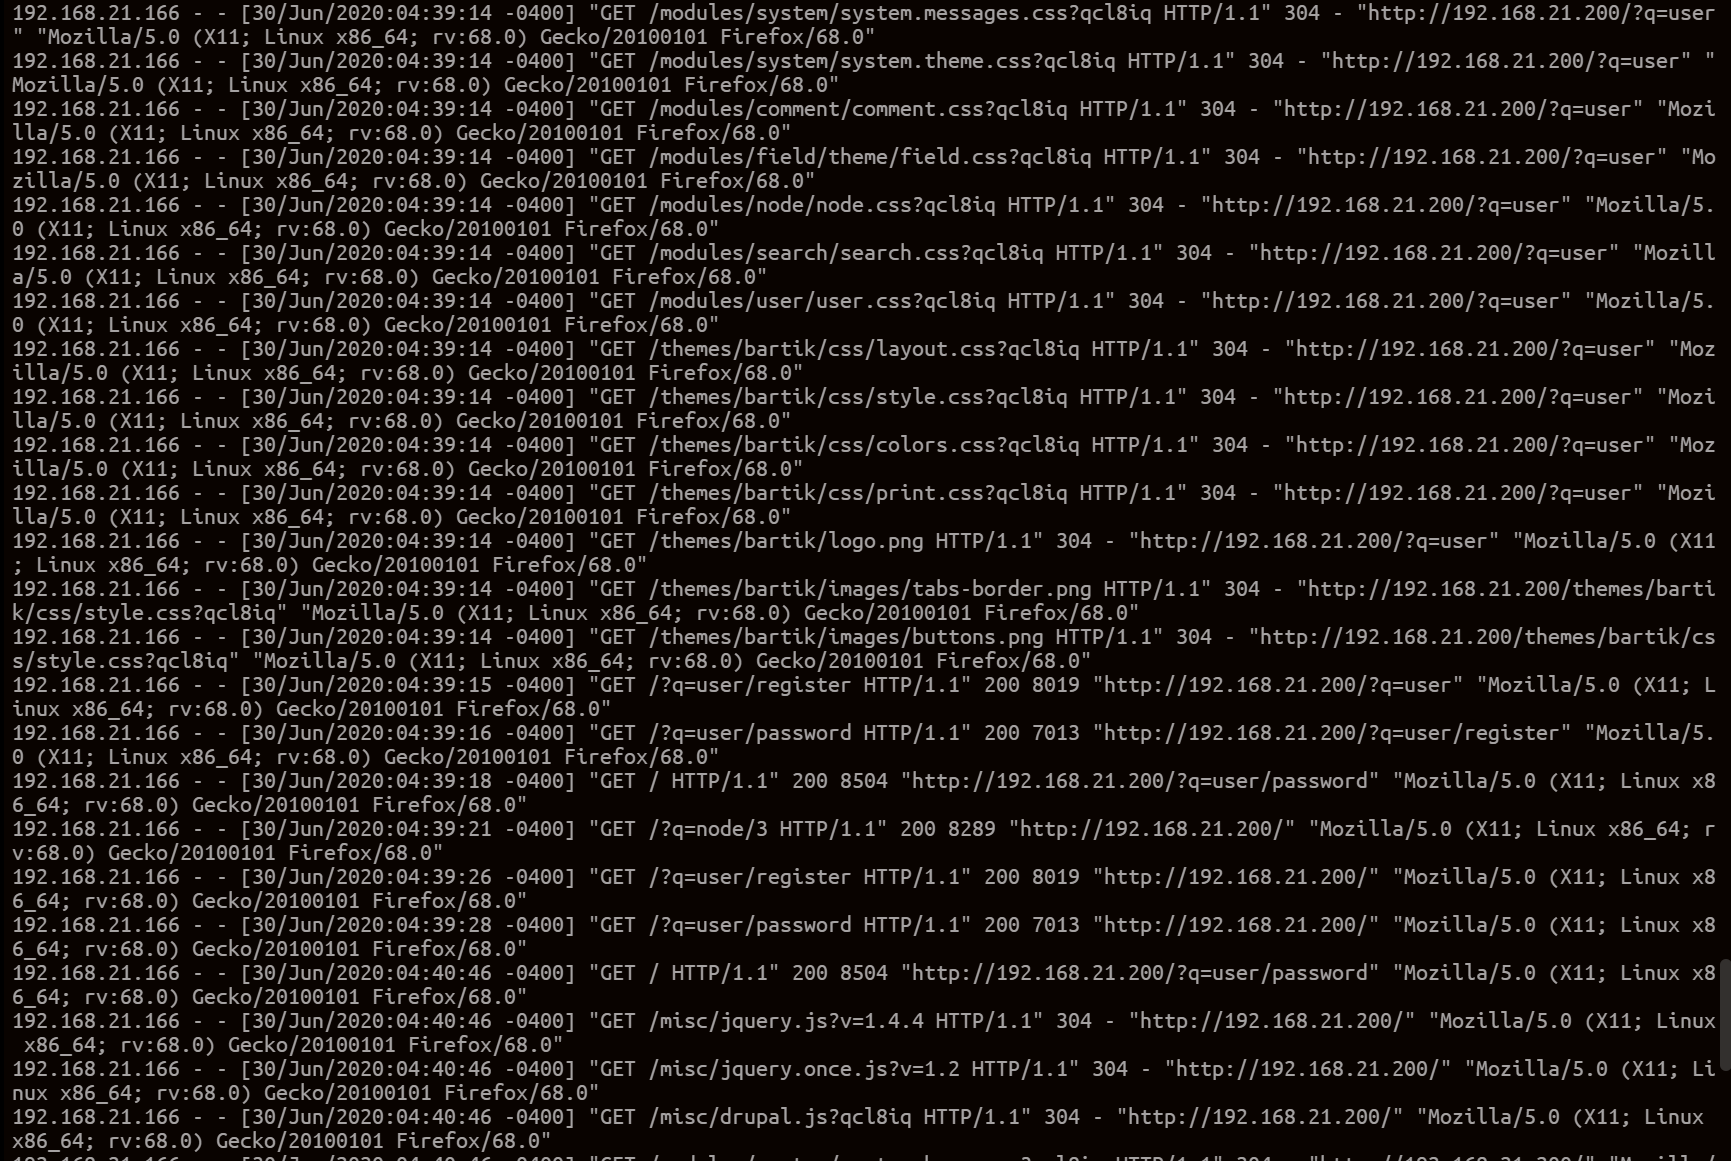 192.168.21.166 - - [30/Jun/2020:04:39:14 -0400] "GET /modules/system/system.messages.css?qcl8iq HTTP/1.1" 304 - "http://192.168.21.200/?q=user
" "Mozilla/5.0 (X11; Linux x86_64; rv:68.0) Gecko/20100101 Firefox/68.0"
192.168.21.166 - - [30/Jun/2020:04:39:14 -0400] "GET /modules/system/system.theme.css?qcl8iq HTTP/1.1" 304 - "http://192.168.21.200/?q=user" "
Mozilla/5.0 (X11; Linux x86_64; rv:68.0) Gecko/20100101 Firefox/68.0"
192.168.21.166 - - [30/Jun/2020:04:39:14 -0400] "GET /modules/comment/comment.css?qcl8iq HTTP/1.1" 304 - "http://192.168.21.200/?q=user" "Mozi
lla/5.0 (X11; Linux x86_64; rv:68.0) Gecko/20100101 Firefox/68.0"
192.168.21.166 - - [30/Jun/2020:04:39:14 -0400] "GET /modules/field/theme/field.css?qcl8iq HTTP/1.1" 304 - "http://192.168.21.200/?q=user" "Mo
zilla/5.0 (X11; Linux x86_64; rv:68.0) Gecko/20100101 Firefox/68.0"
192.168.21.166 - - [30/Jun/2020:04:39:14 -0400] "GET /modules/node/node.css?qcl8iq HTTP/1.1" 304 - "http://192.168.21.200/?q=user" "Mozilla/5.
0 (X11; Linux x86_64; rv:68.0) Gecko/20100101 Firefox/68.0"
192.168.21.166 - - [30/Jun/2020:04:39:14 -0400] "GET /modules/search/search.css?qcl8iq HTTP/1.1" 304 - "http://192.168.21.200/?q=user" "Mozill
a/5.0 (X11; Linux x86_64; rv:68.0) Gecko/20100101 Firefox/68.0"
192.168.21.166 - - [30/Jun/2020:04:39:14 -0400] "GET /modules/user/user.css?qcl8iq HTTP/1.1" 304 - "http://192.168.21.200/?q=user" "Mozilla/5.
0 (X11; Linux x86_64; rv:68.0) Gecko/20100101 Firefox/68.0"
192.168.21.166 - - [30/Jun/2020:04:39:14 -0400] "GET /themes/bartik/css/layout.css?qcl8iq HTTP/1.1" 304 - "http://192.168.21.200/?q=user" "Moz
illa/5.0 (X11; Linux x86_64; rv:68.0) Gecko/20100101 Firefox/68.0"
192.168.21.166 - - [30/Jun/2020:04:39:14 -0400] "GET /themes/bartik/css/style.css?qcl8iq HTTP/1.1" 304 - "http://192.168.21.200/?q=user" "Mozi
lla/5.0 (X11; Linux x86_64; rv:68.0) Gecko/20100101 Firefox/68.0"
192.168.21.166 - - [30/Jun/2020:04:39:14 -0400] "GET /themes/bartik/css/colors.css?qcl8iq HTTP/1.1" 304 - "http://192.168.21.200/?q=user" "Moz
illa/5.0 (X11; Linux x86_64; rv:68.0) Gecko/20100101 Firefox/68.0"
192.168.21.166 - - [30/Jun/2020:04:39:14 -0400] "GET /themes/bartik/css/print.css?qcl8iq HTTP/1.1" 304 - "http://192.168.21.200/?q=user" "Mozi
lla/5.0 (X11; Linux x86_64; rv:68.0) Gecko/20100101 Firefox/68.0"
192.168.21.166 - - [30/Jun/2020:04:39:14 -0400] "GET /themes/bartik/logo.png HTTP/1.1" 304 - "http://192.168.21.200/?q=user" "Mozilla/5.0 (X11
; Linux x86_64; rv:68.0) Gecko/20100101 Firefox/68.0"
192.168.21.166 - - [30/Jun/2020:04:39:14 -0400] "GET /themes/bartik/images/tabs-border.png HTTP/1.1" 304 - "http://192.168.21.200/themes/barti
k/css/style.css?qcl8iq" "Mozilla/5.0 (X11; Linux x86_64; rv:68.0) Gecko/20100101 Firefox/68.0"
192.168.21.166 - - [30/Jun/2020:04:39:14 -0400] "GET /themes/bartik/images/buttons.png HTTP/1.1" 304 - "http://192.168.21.200/themes/bartik/cs
s/style.css?qcl8iq" "Mozilla/5.0 (X11; Linux x86_64; rv:68.0) Gecko/20100101 Firefox/68.0"
192.168.21.166 - - [30/Jun/2020:04:39:15 -0400] "GET /?q=user/register HTTP/1.1" 200 8019 "http://192.168.21.200/?q=user" "Mozilla/5.0 (X11; L
inux x86_64; rv:68.0) Gecko/20100101 Firefox/68.0"
192.168.21.166 - - [30/Jun/2020:04:39:16 -0400] "GET /?q=user/password HTTP/1.1" 200 7013 "http://192.168.21.200/?q=user/register" "Mozilla/5.
0 (X11; Linux x86_64; rv:68.0) Gecko/20100101 Firefox/68.0"
192.168.21.166 - - [30/Jun/2020:04:39:18 -0400] "GET / HTTP/1.1" 200 8504 "http://192.168.21.200/?q=user/password" "Mozilla/5.0 (X11; Linux x8
6_64; rv:68.0) Gecko/20100101 Firefox/68.0"
192.168.21.166 - - [30/Jun/2020:04:39:21 -0400] "GET /?q=node/3 HTTP/1.1" 200 8289 "http://192.168.21.200/" "Mozilla/5.0 (X11; Linux x86_64; r
v:68.0) Gecko/20100101 Firefox/68.0"
192.168.21.166 - - [30/Jun/2020:04:39:26 -0400] "GET /?q=user/register HTTP/1.1" 200 8019 "http://192.168.21.200/" "Mozilla/5.0 (X11; Linux x8
6_64; rv:68.0) Gecko/20100101 Firefox/68.0"
192.168.21.166 - - [30/Jun/2020:04:39:28 -0400] "GET /?q=user/password HTTP/1.1" 200 7013 "http://192.168.21.200/" "Mozilla/5.0 (X11; Linux x8
6_64; rv:68.0) Gecko/20100101 Firefox/68.0"
192.168.21.166 - - [30/Jun/2020:04:40:46 -0400] "GET / HTTP/1.1" 200 8504 "http://192.168.21.200/?q=user/password" "Mozilla/5.0 (X11; Linux x8
6_64; rv:68.0) Gecko/20100101 Firefox/68.0"
192.168.21.166 - - [30/Jun/2020:04:40:46 -0400] "GET /misc/jquery.js?v=1.4.4 HTTP/1.1" 304 - "http://192.168.21.200/" "Mozilla/5.0 (X11; Linux
 x86_64; rv:68.0) Gecko/20100101 Firefox/68.0"
192.168.21.166 - - [30/Jun/2020:04:40:46 -0400] "GET /misc/jquery.once.js?v=1.2 HTTP/1.1" 304 - "http://192.168.21.200/" "Mozilla/5.0 (X11; Li
nux x86_64; rv:68.0) Gecko/20100101 Firefox/68.0"
192.168.21.166 - - [30/Jun/2020:04:40:46 -0400] "GET /misc/drupal.js?qcl8iq HTTP/1.1" 304 - "http://192.168.21.200/" "Mozilla/5.0 (X11; Linux
x86_64; rv:68.0) Gecko/20100101 Firefox/68.0"